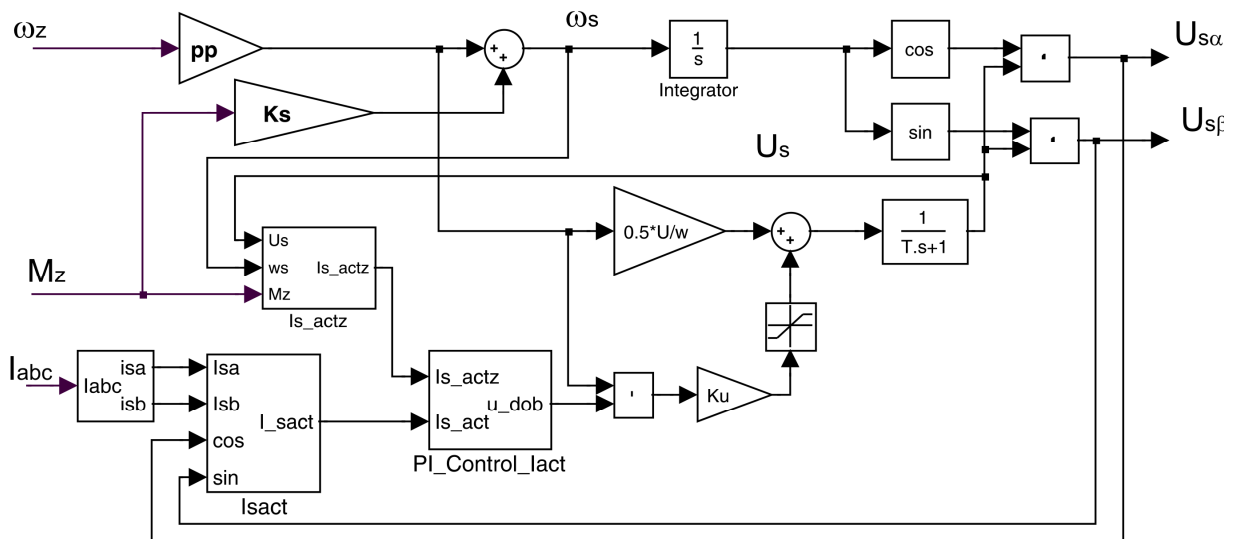 ωz
pp
+
+
ωs
1
s
Integrator
cos
Usα
Ks
sin
Usβ
Us
0.5*U/w
+
+
1
T.s+1
Us
ws
Mz
Is_actz
Is_actz
Mz
Iabc
Iabc
isa
isb
Isa
Isb
cos
sin
I_sact
Isact
Is_actz
Is_act
u_dob
PI_Control_Iact
Ku